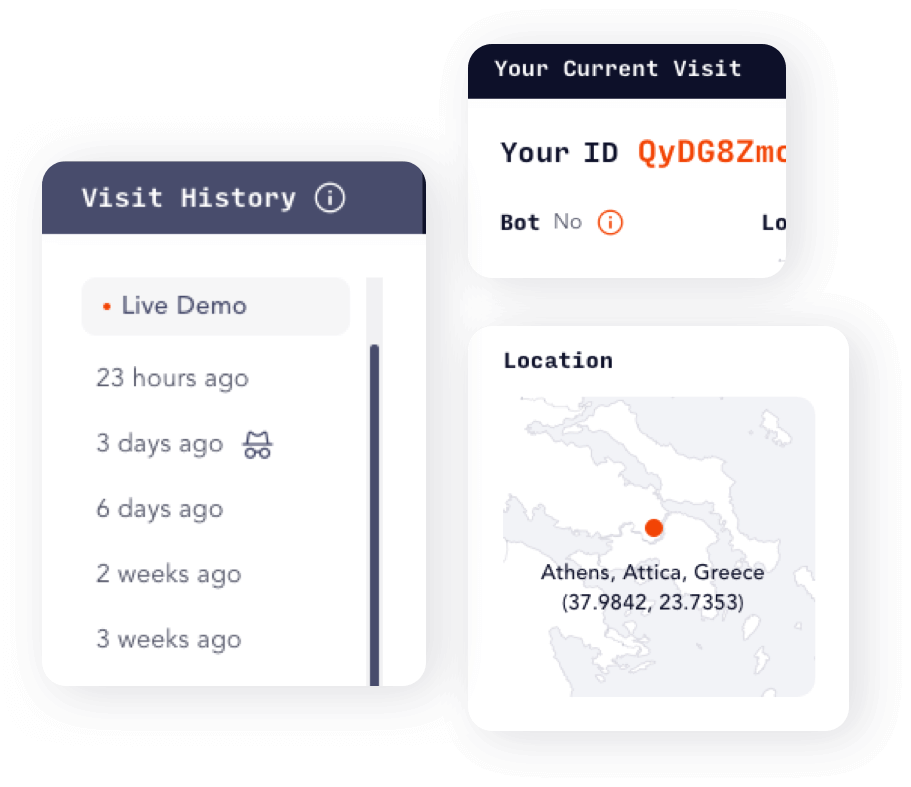 Your Current Visit
Your ID QyDG8Zm
Bot No
Lo
Visit History
Live Demo
23 hours ago
3 days ago
6 days ago
2 weeks ago
3 weeks ago
Location
Athens, Attica, Greece
(37.9842, 23.7353)